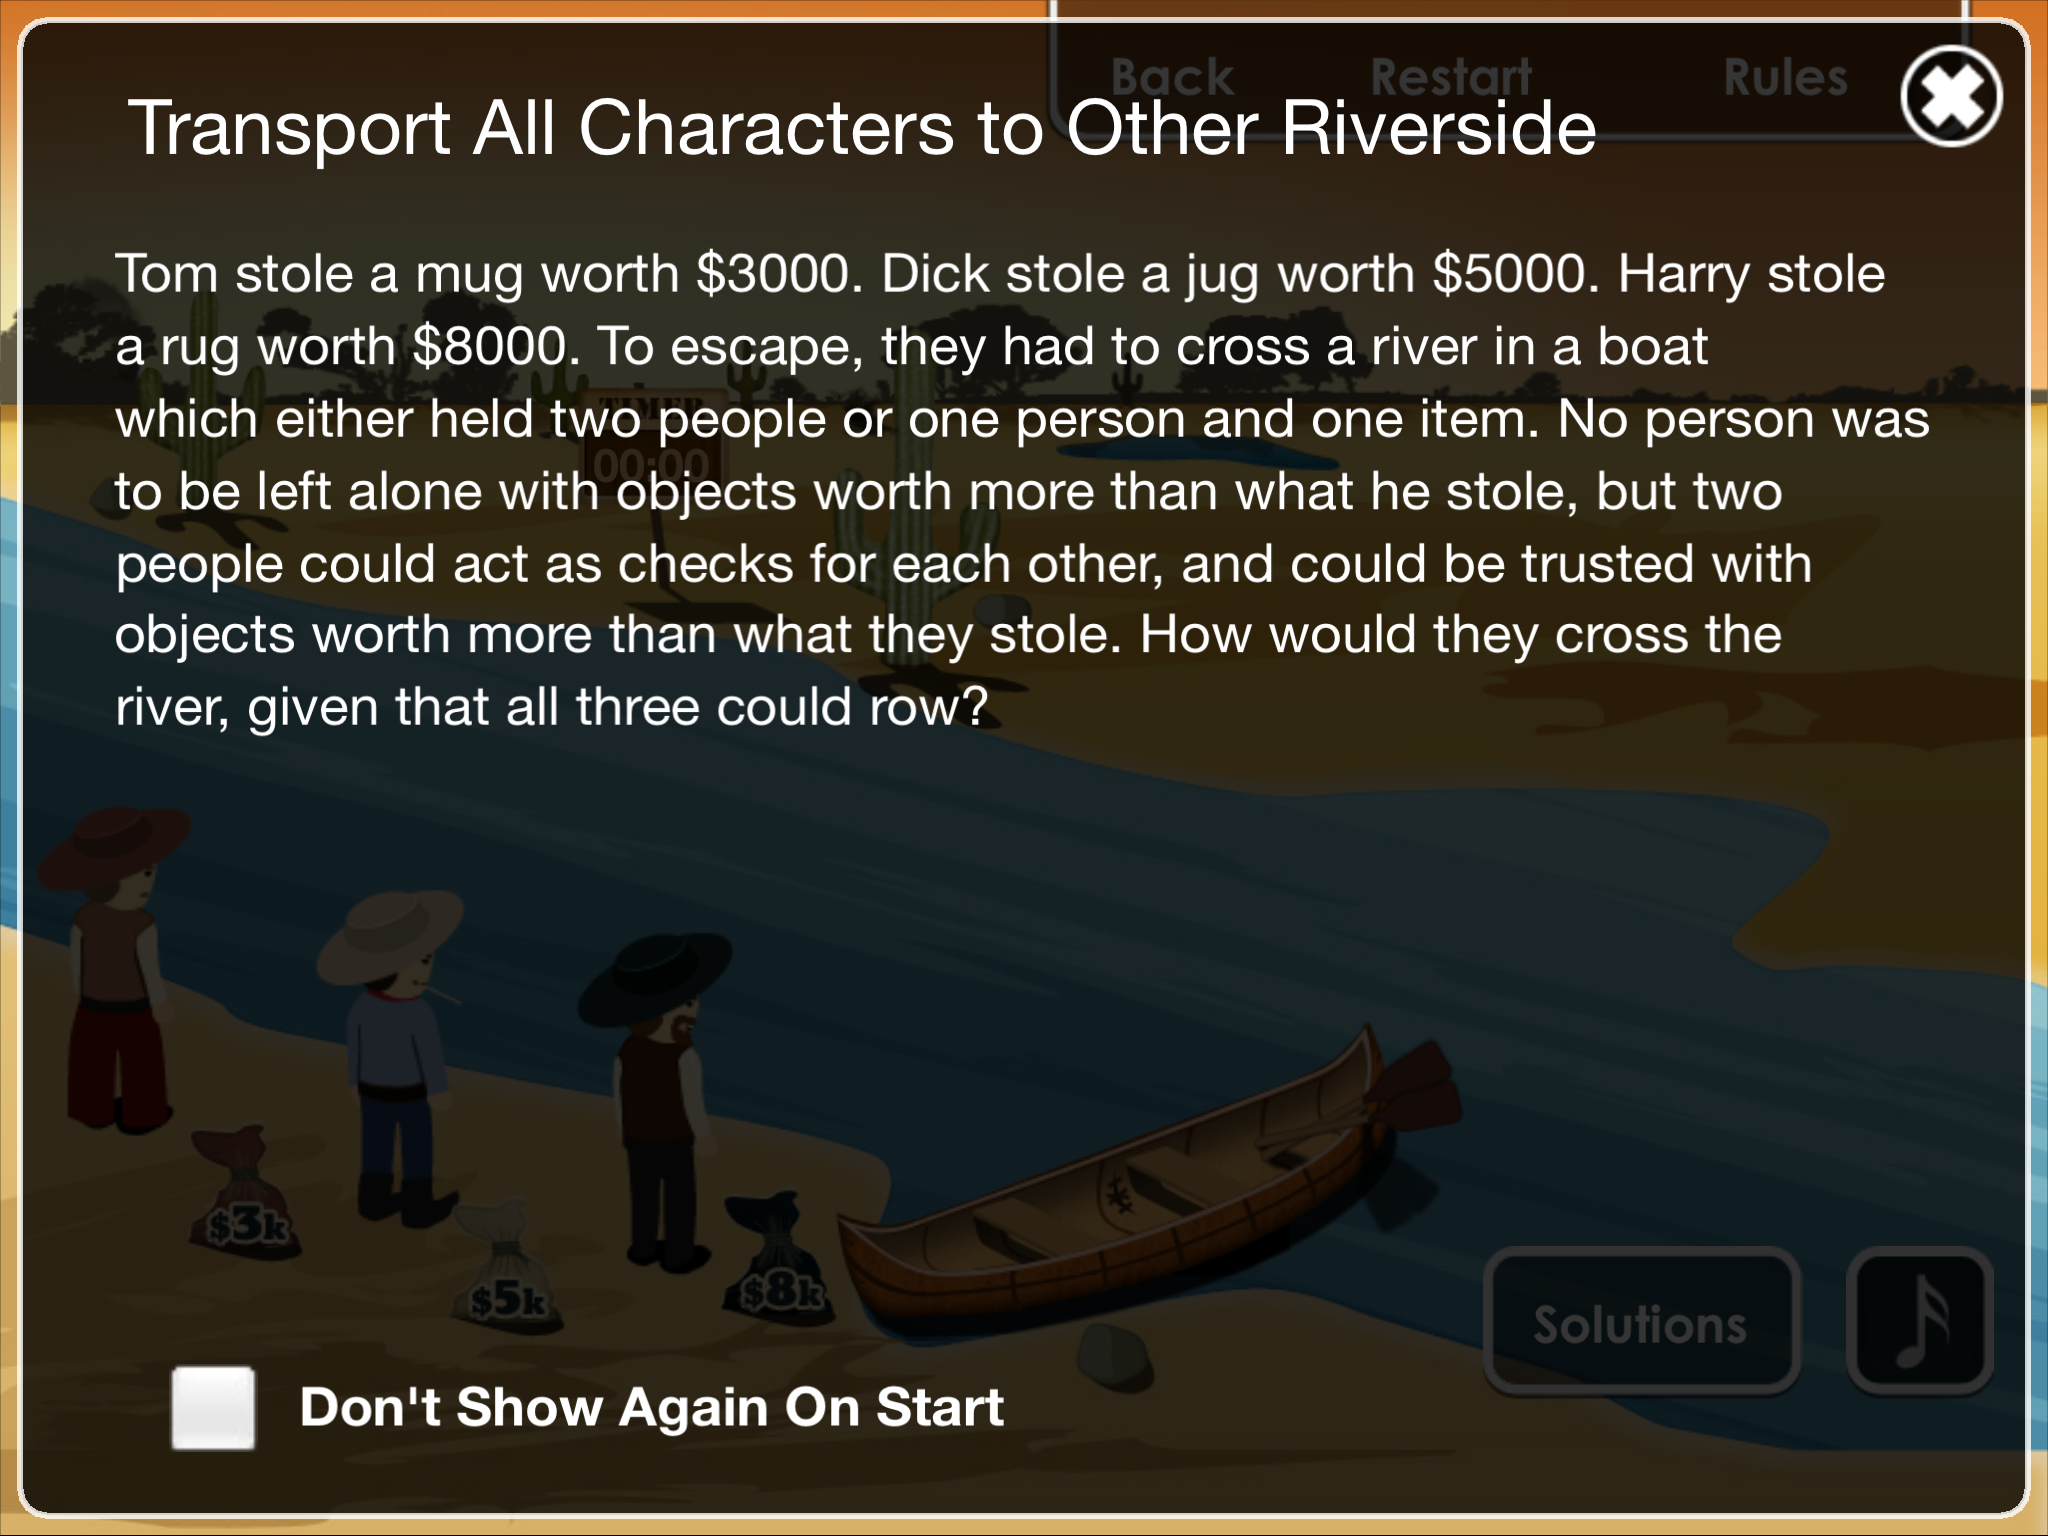 Back Restart Rules
Transport All Characters to Other Riverside
Tom stole a mug worth $3000. Dick stole a jug worth $5000. Harry stole
a rug worth $8000. To escape, they had to cross a river in a boat
which either held two people or one person and one item. No person was
to be left alone with objects worth more than what he stole, but two
people could act as checks for each other, and could be trusted with
objects worth more than what they stole. How would they cross the
river, given that all three could row?
TIMER
00:00
$3k
$5k
$8k
Solutions
Don't Show Again On Start